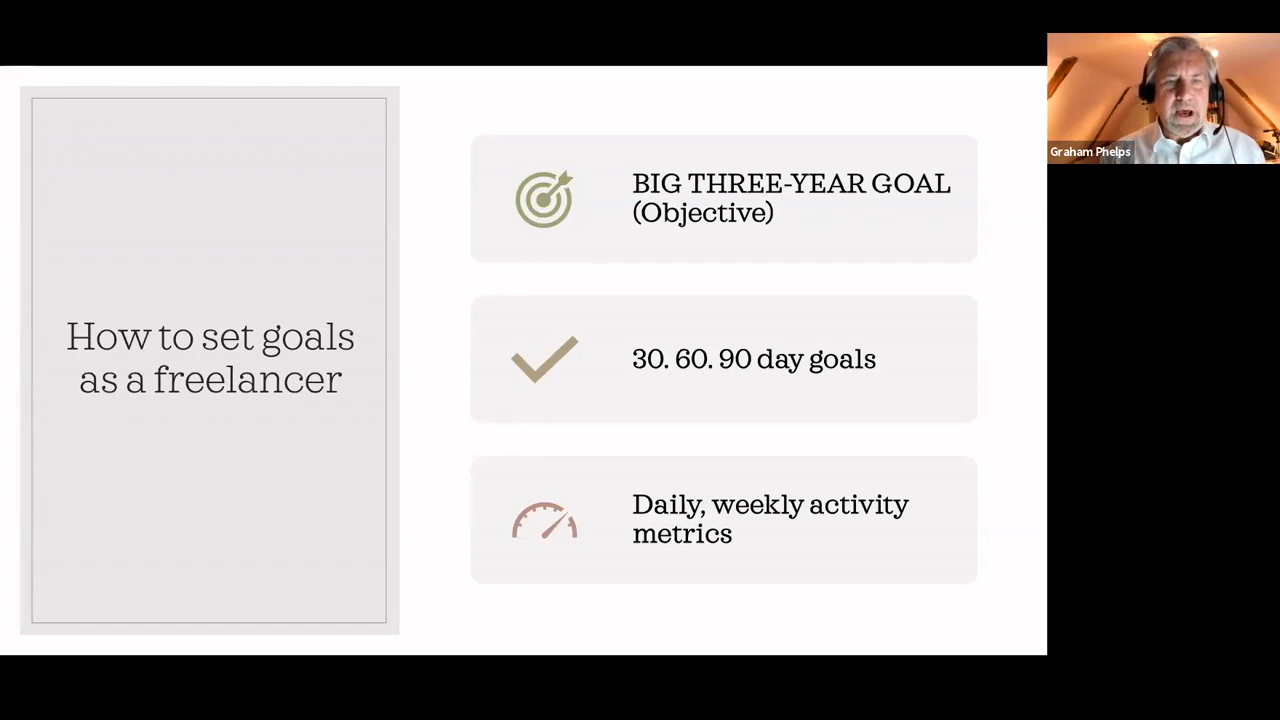 How to set goals
as a freelancer
BIG THREE-YEAR GOAL
(Objective)
30. 60. 90 day goals
Daily, weekly activity
metrics
Graham Phelps